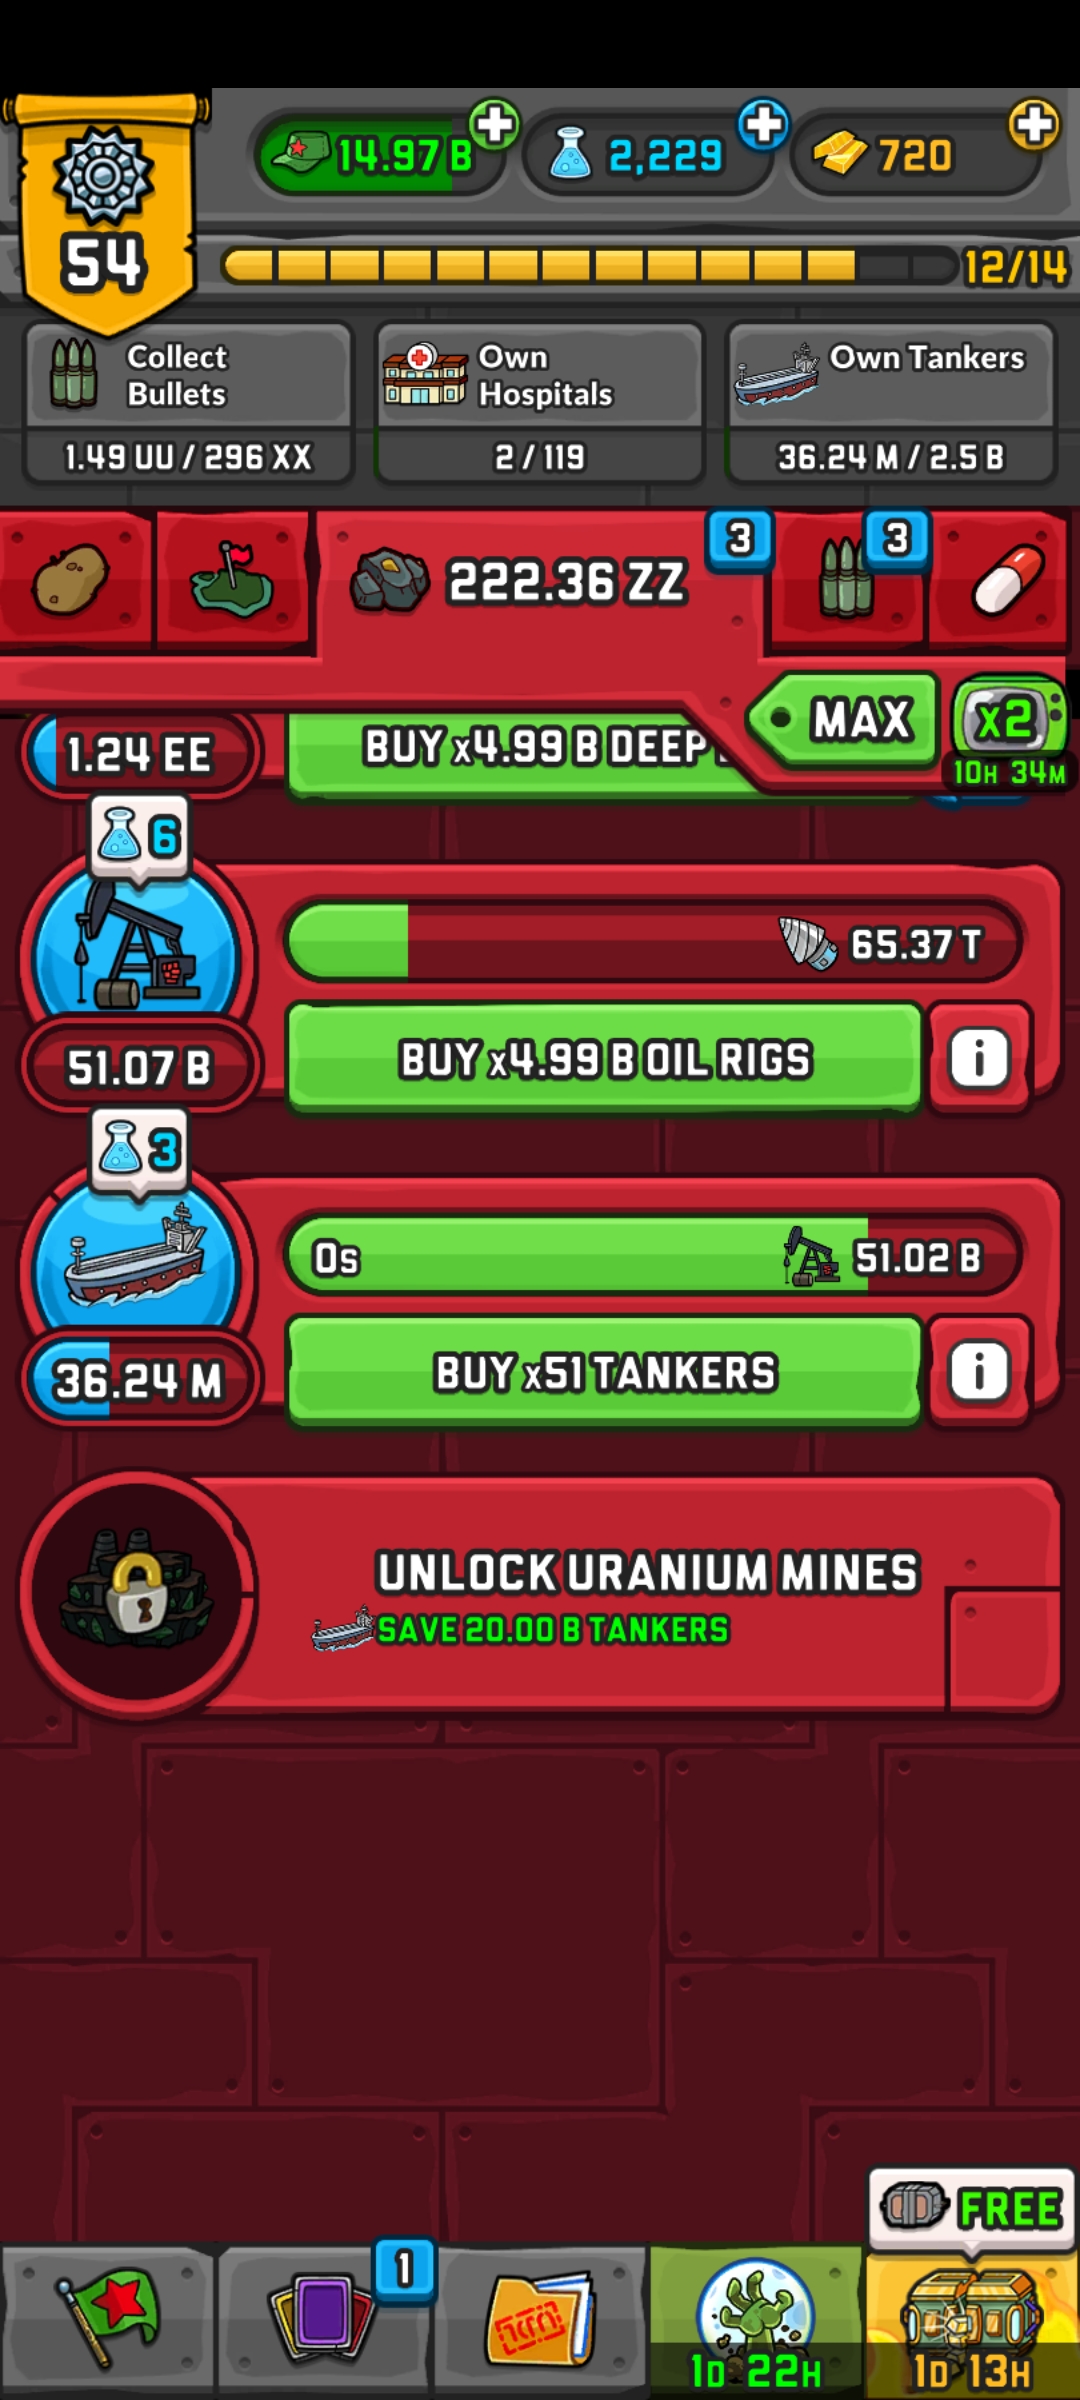 54
14.97 B
2,229
720
12/14
Collect
Bullets
1.49 UU / 296 XX
Own
Hospitals
2 / 119
Own Tankers
36.24 M / 2.5 B
222.36 ZZ
3
3
MAX
x2
10H 34M
1.24 EE
BUY x4.99 B DEEP
6
65.37 T
51.07 B
BUY x4.99 B OIL RIGS
i
3
0s
51.02 B
36.24 M
BUY x51 TANKERS
i
UNLOCK URANIUM MINES
SAVE 20.00 B TANKERS
FREE
1
1D 22H
1D 13H